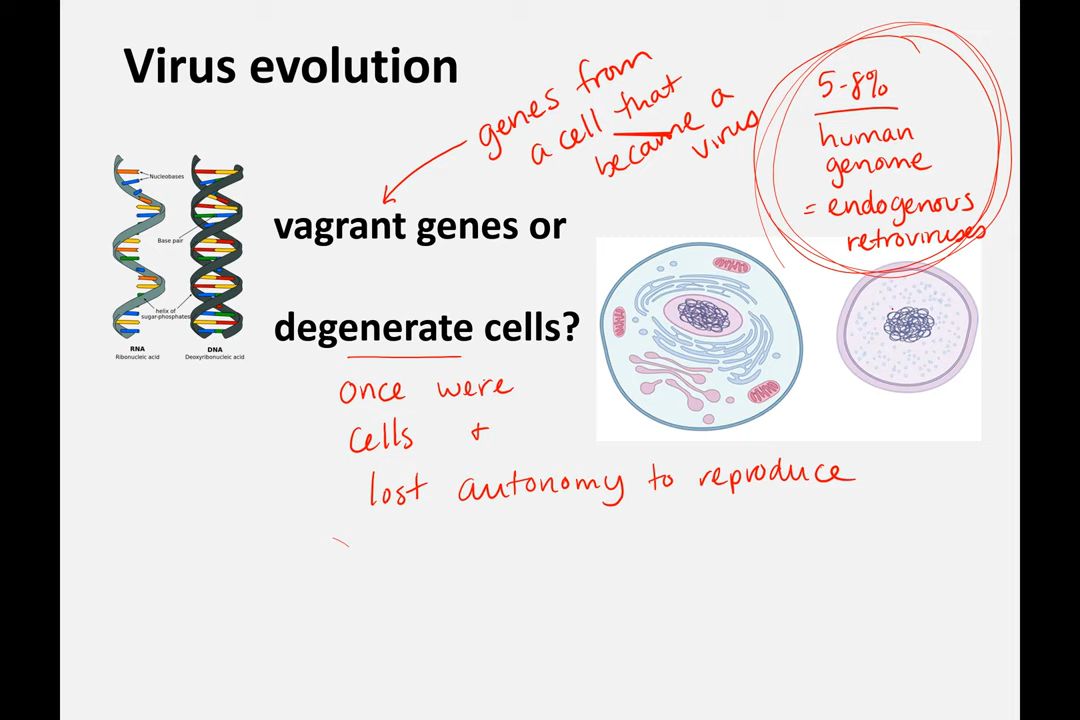 Virus evolution
genes from
a cell that
became a
virus
5-8%
human
genome
= endogenous
retroviruses
Nucleobases
Base pair
helix of
sugar-phosphates
RNA
Ribonucleic acid
DNA
Deoxyribonucleic acid
vagrant genes or
degenerate cells?
once were
cells +
lost autonomy to reproduce